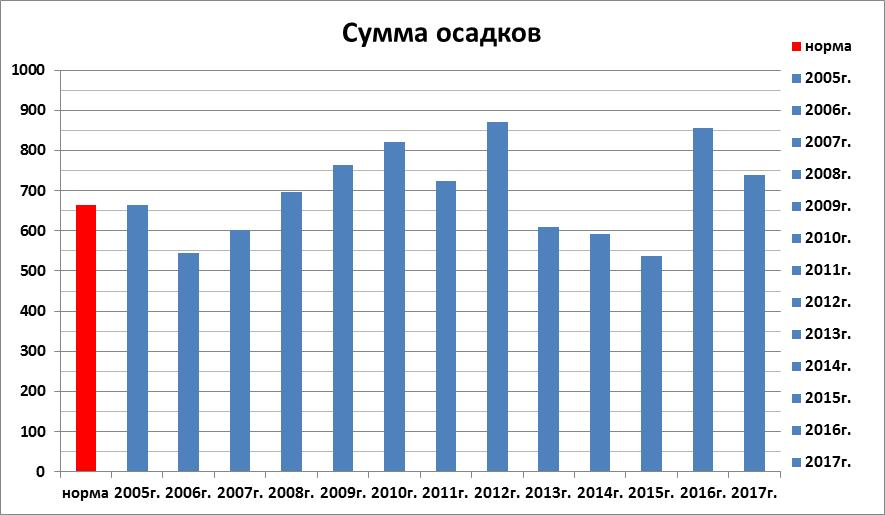 Сумма осадков
1000
900
800
700
600
500
400
300
200
100
0
норма 2005г. 2006г. 2007г. 2008г. 2009г. 2010г. 2011г. 2012г. 2013г. 2014г. 2015г. 2016г. 2017г.
норма
2005г.
2006г.
2007г.
2008г.
2009г.
2010г.
2011г.
2012г.
2013г.
2014г.
2015г.
2016г.
2017г.